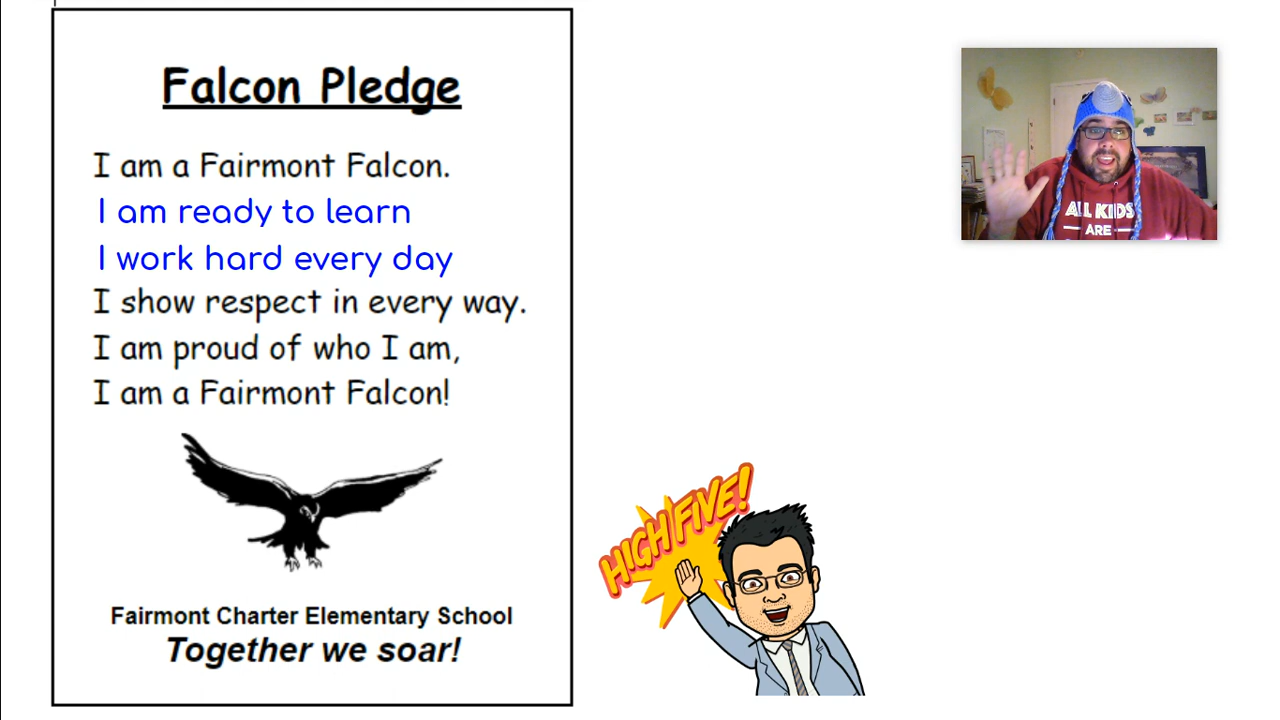 Falcon Pledge
I am a Fairmont Falcon.
I am ready to learn
I work hard every day
I show respect in every way.
I am proud of who I am,
I am a Fairmont Falcon!
Fairmont Charter Elementary School
Together we soar!
HIGH FIVE!
ALL KIDS
ARE